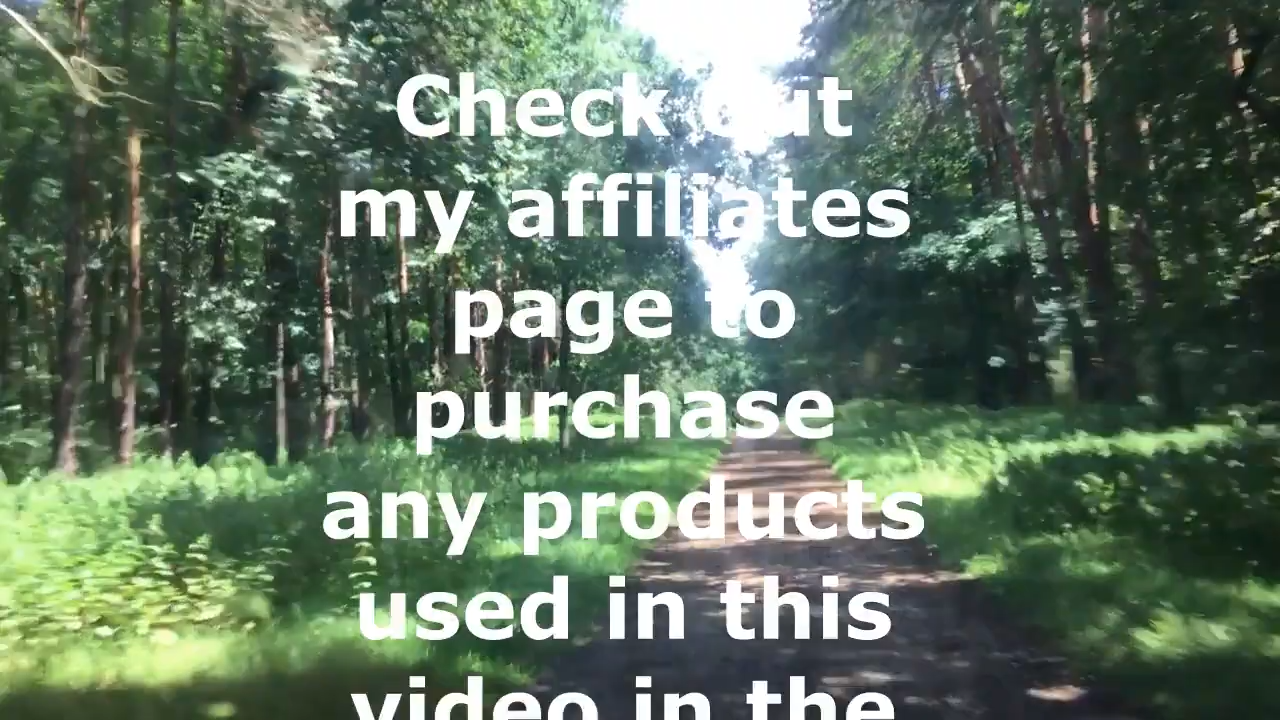 Check out
my affiliates
page to
purchase
any products
used in this
video in the